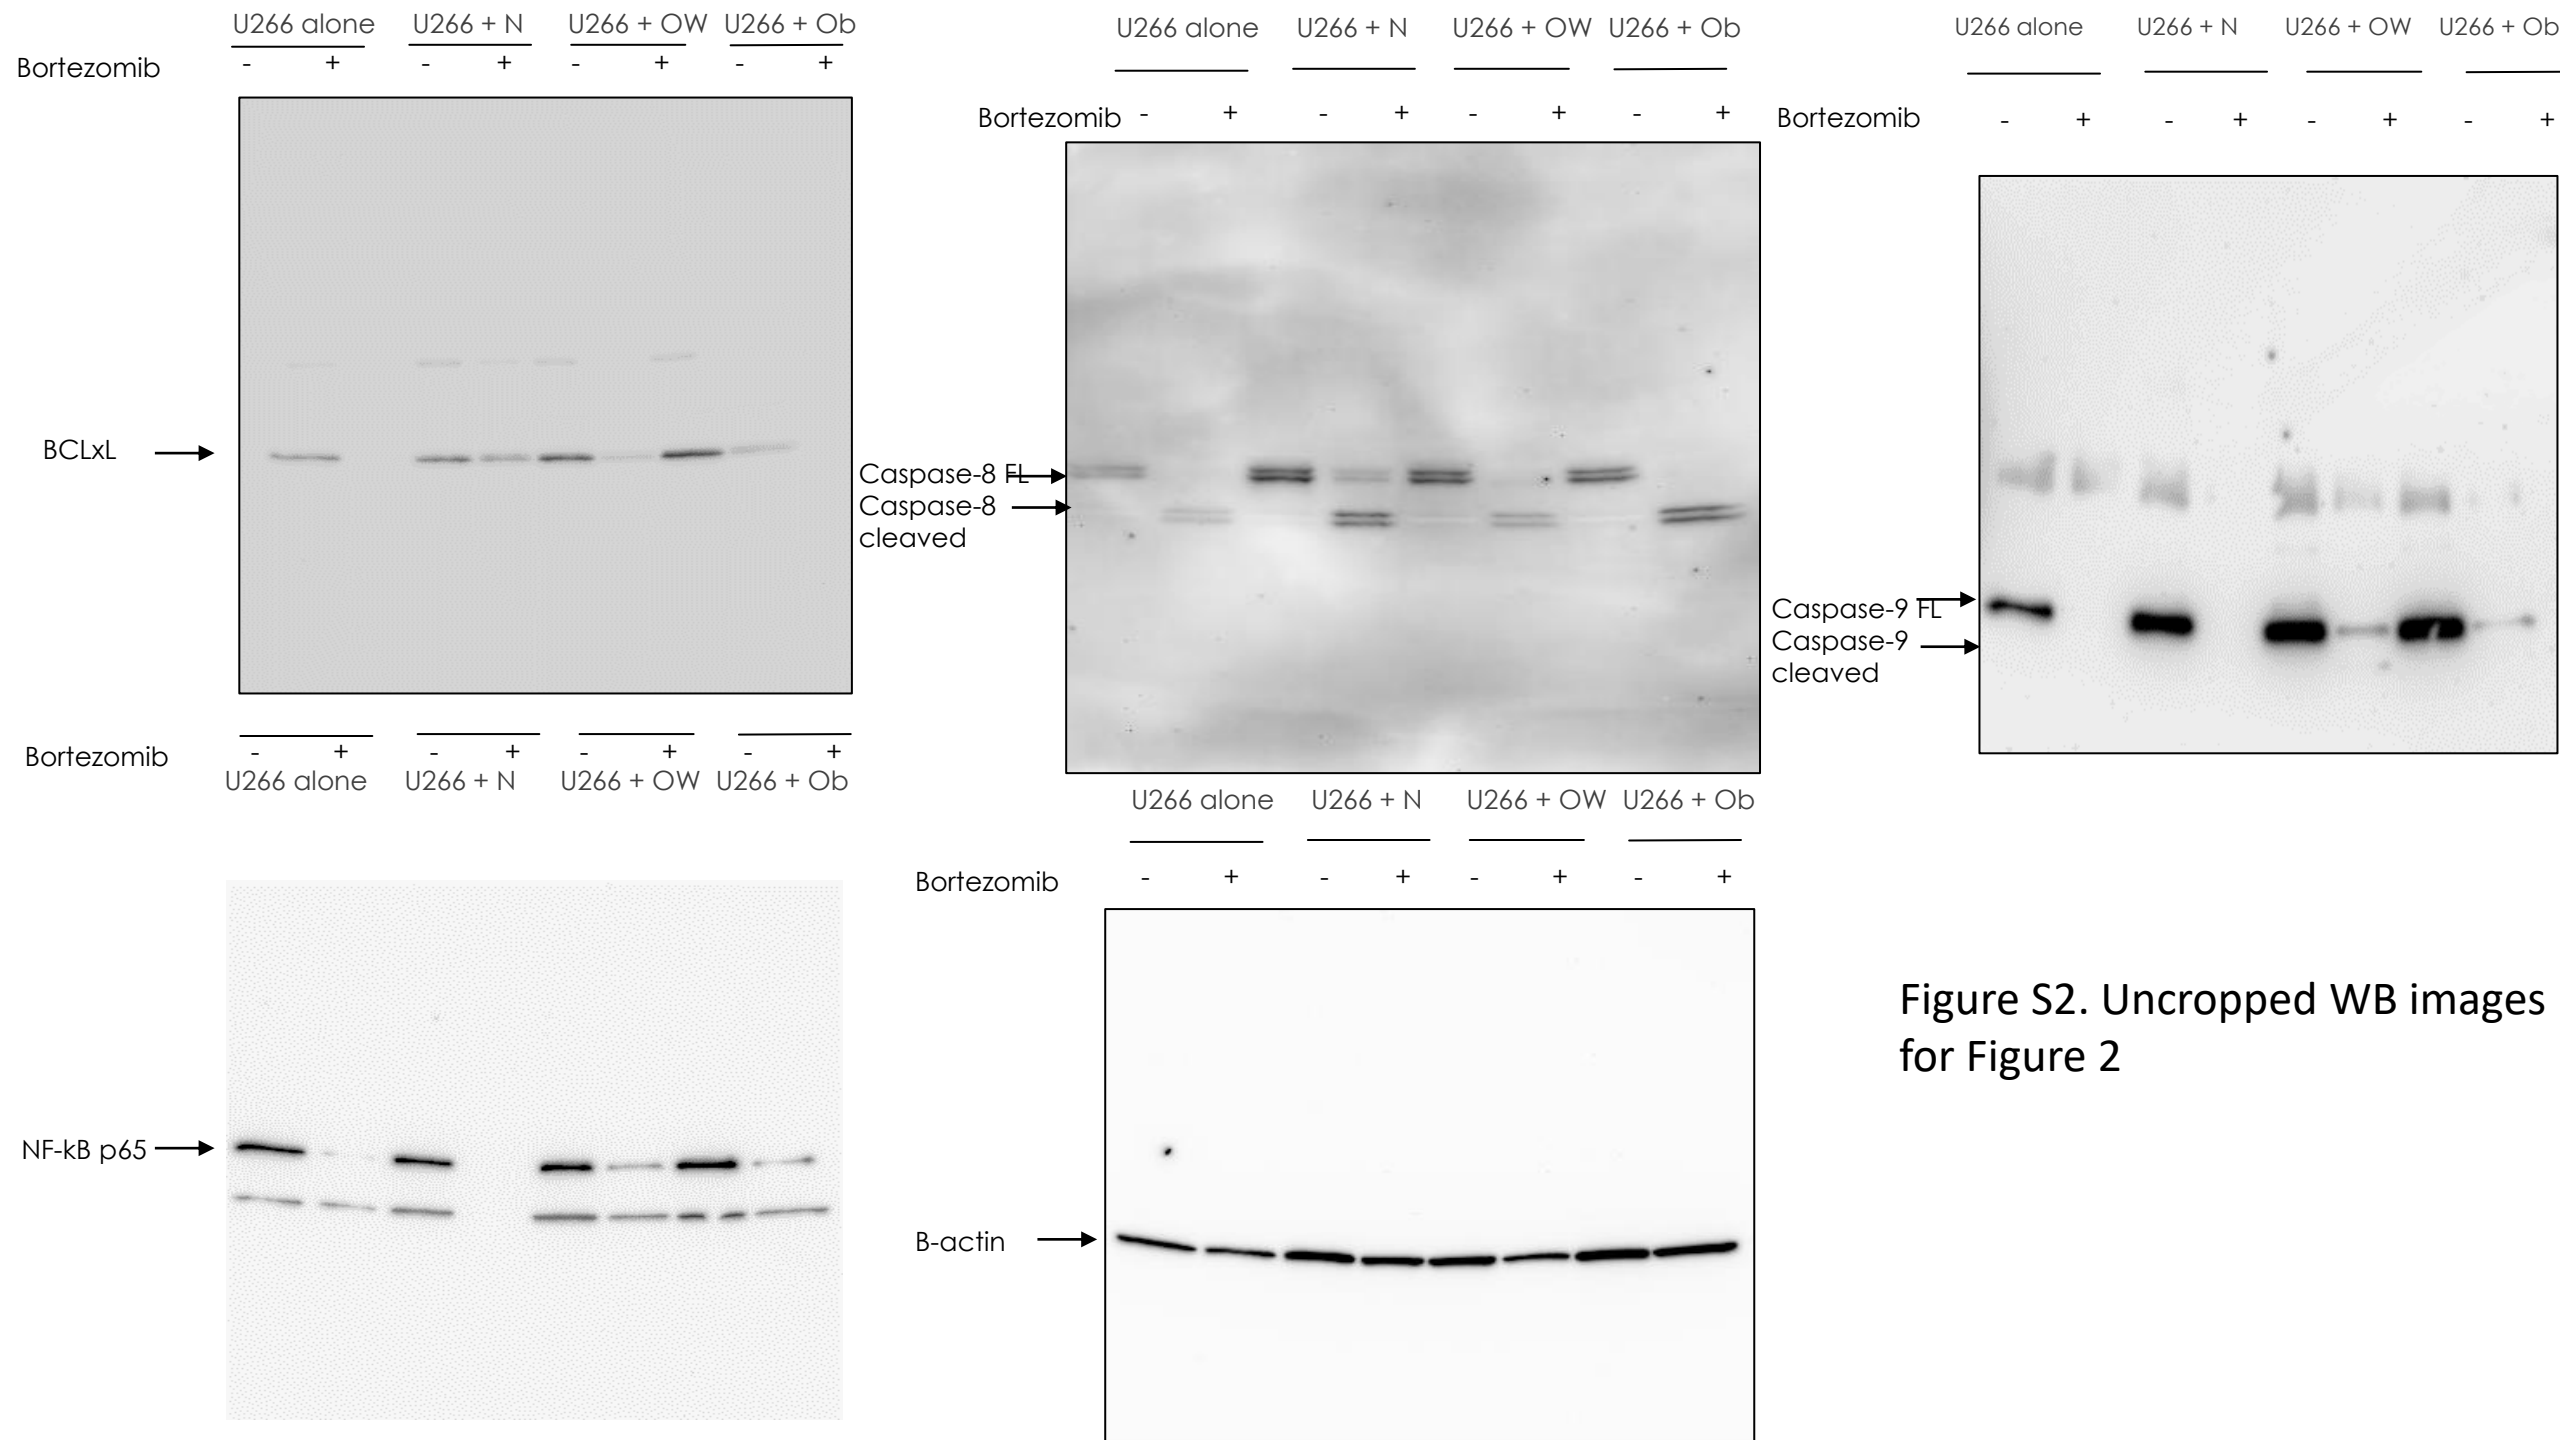 U266 alone U266 + N U266 + OW U266 + Ob
Bortezomib - + - + - + - +
BCLxL
Bortezomib - + - + - + - +
U266 alone U266 + N U266 + OW U266 + Ob
NF-kB p65
U266 alone U266 + N U266 + OW U266 + Ob
Bortezomib - + - + - + - +
Caspase-8 FL
Caspase-8
cleaved
U266 alone U266 + N U266 + OW U266 + Ob
Bortezomib - + - + - + - +
B-actin
U266 alone U266 + N U266 + OW U266 + Ob
Bortezomib - + - + - + - +
Caspase-9 FL
Caspase-9
cleaved
Figure S2. Uncropped WB images
for Figure 2